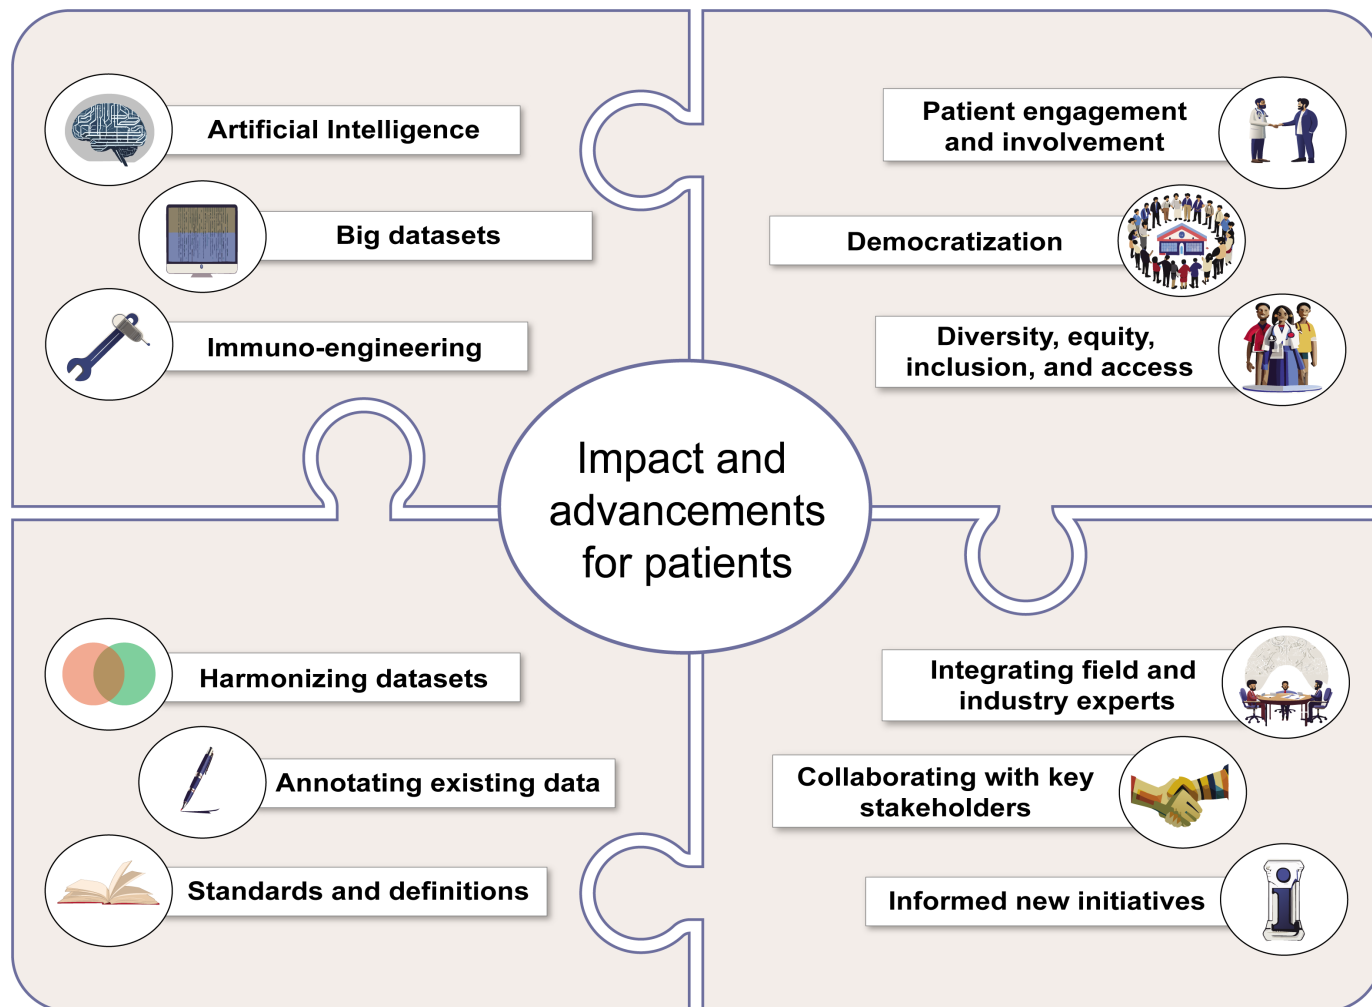 Artificial Intelligence
Big datasets
Immuno-engineering
Patient engagement
and involvement
Democratization
Diversity, equity,
inclusion, and access
Impact and
advancements
for patients
Harmonizing datasets
Annotating existing data
Standards and definitions
Integrating field and
industry experts
Collaborating with key
stakeholders
Informed new initiatives